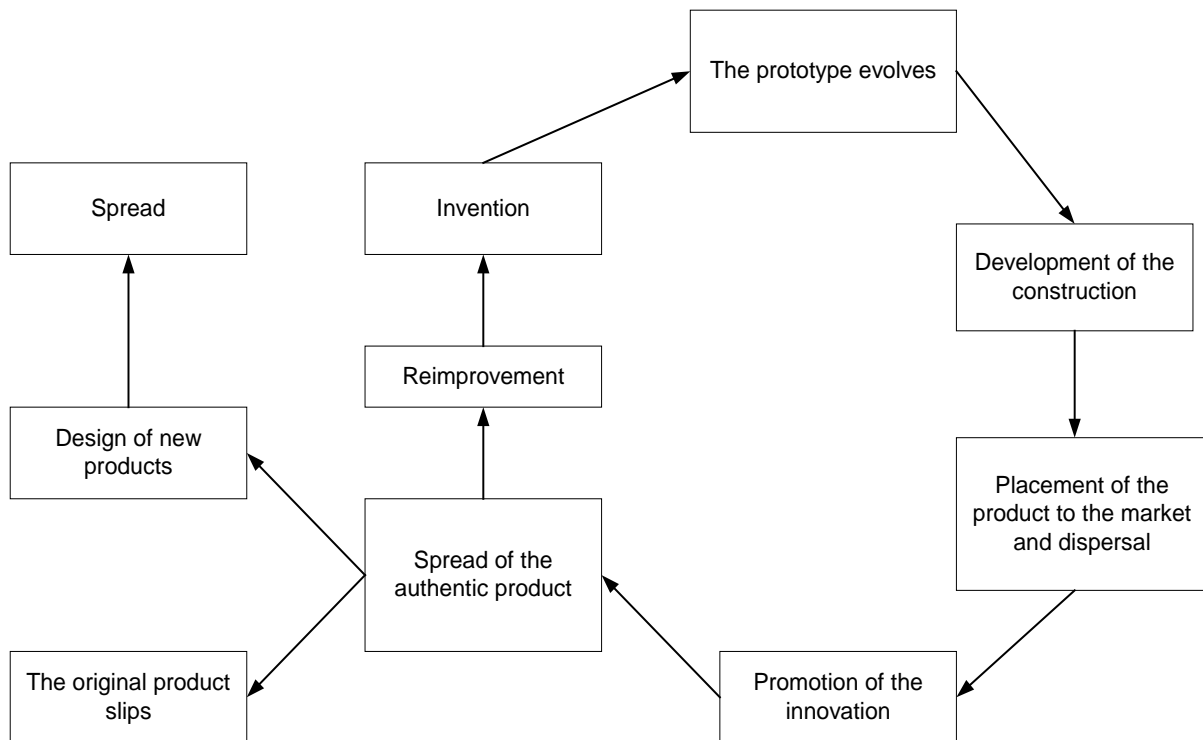 The prototype evolves
Spread
Invention
Development of the
construction
Reimprovement
Design of new
products
Placement of the
product to the market
and dispersal
Spread of the
authentic product
The original product
slips
Promotion of the
innovation